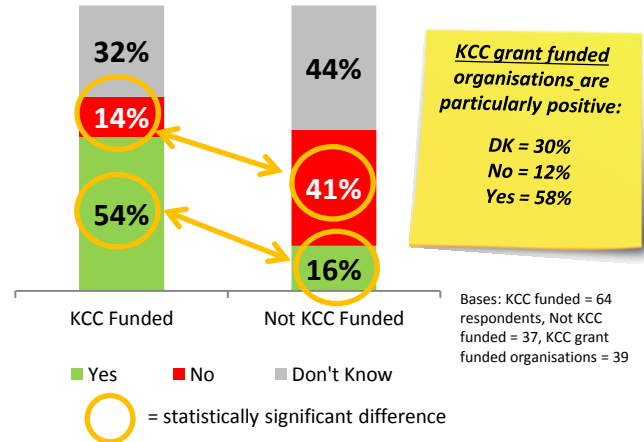 32%
14%
54%
44%
41%
16%
KCC Funded
Not KCC Funded
KCC grant funded
organisations are
particularly positive:
DK = 30%
No = 12%
Yes = 58%
Bases: KCC funded = 64
respondents, Not KCC
funded = 37, KCC grant
funded organisations = 39
Yes
No
Don't Know
= statistically significant difference